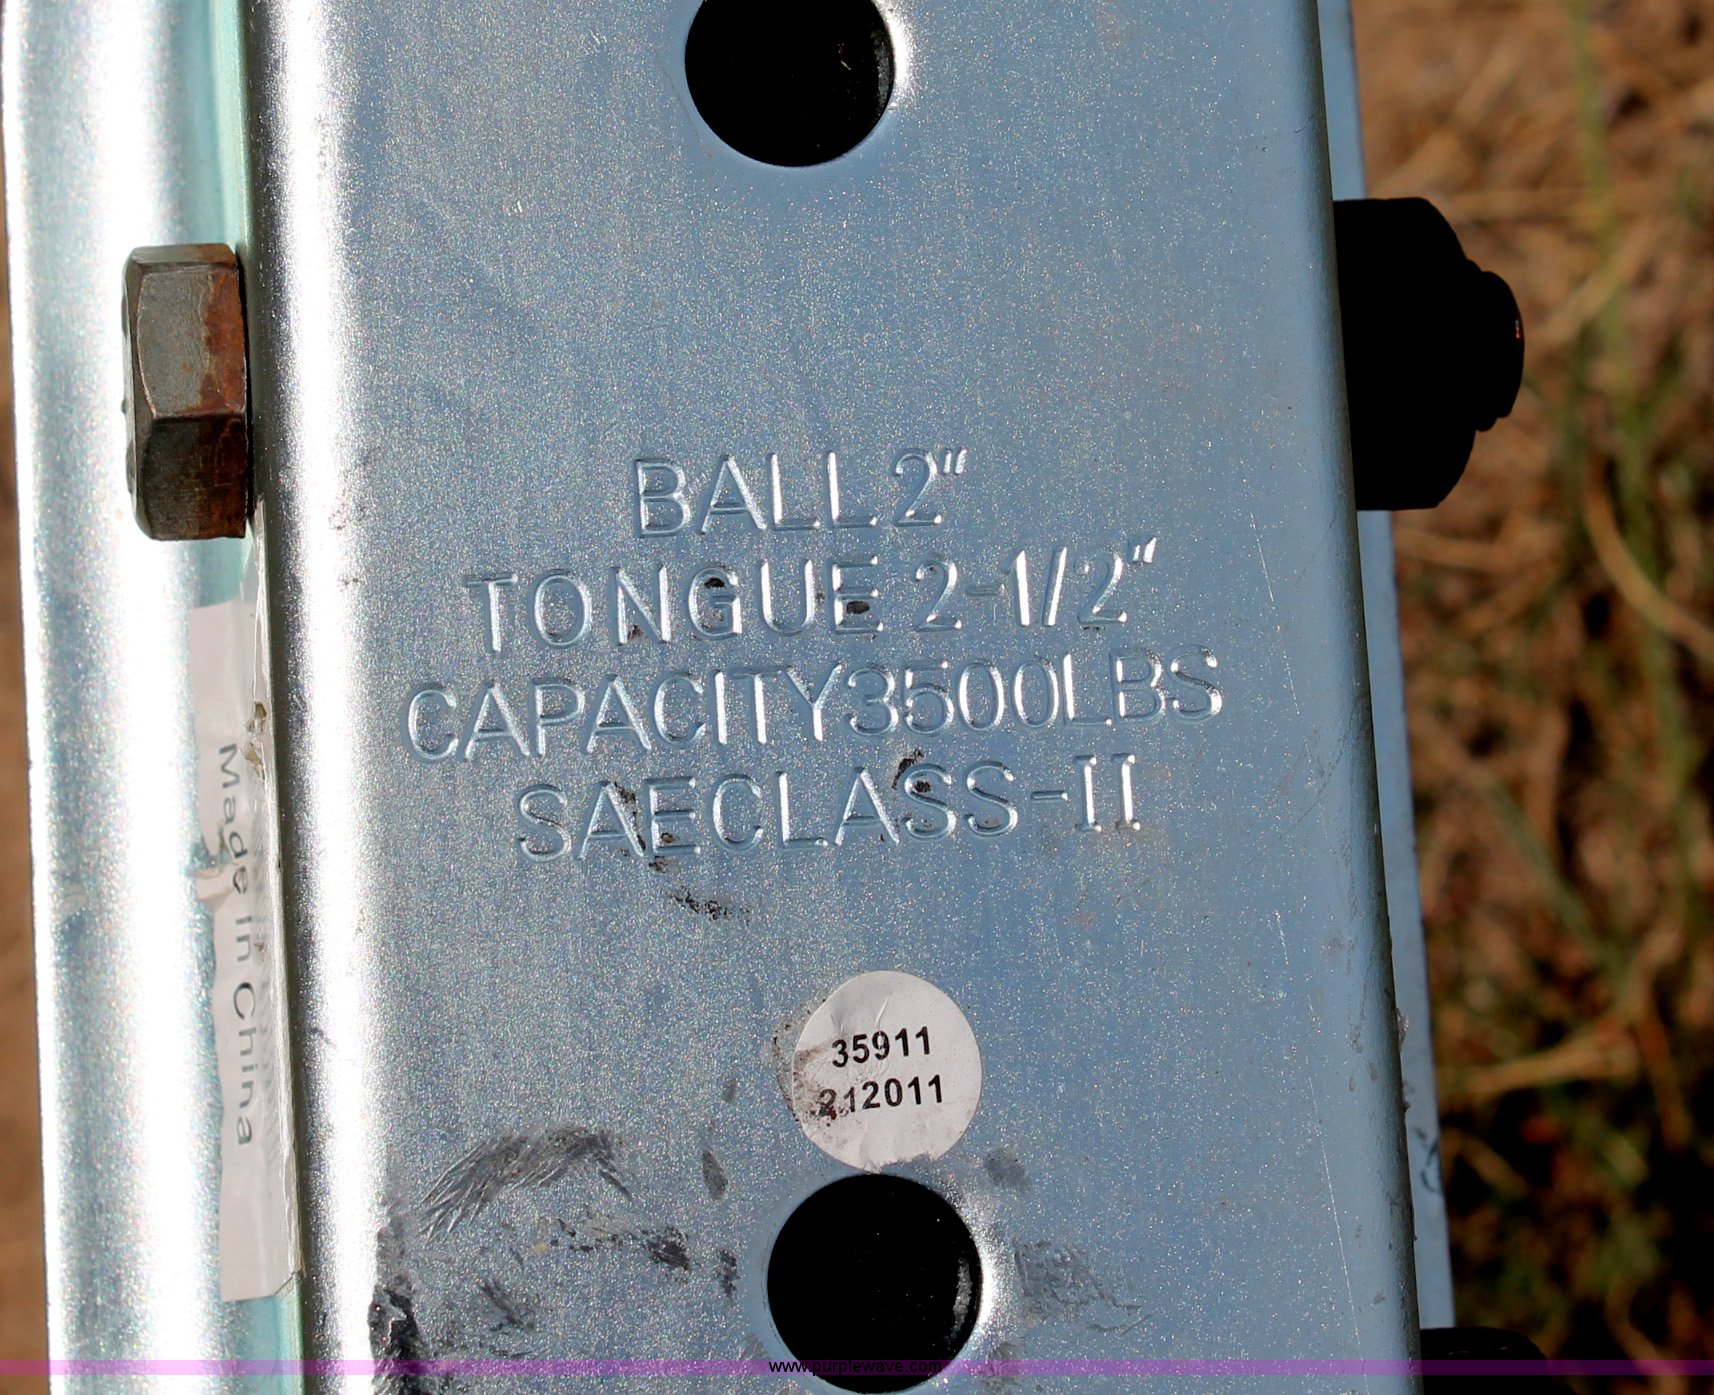 BALL 2"
TONGUE 2-1/2"
CAPACITY3500LBS
SAECLASS-II
Made in China
35911
212011
www.purplewave.com